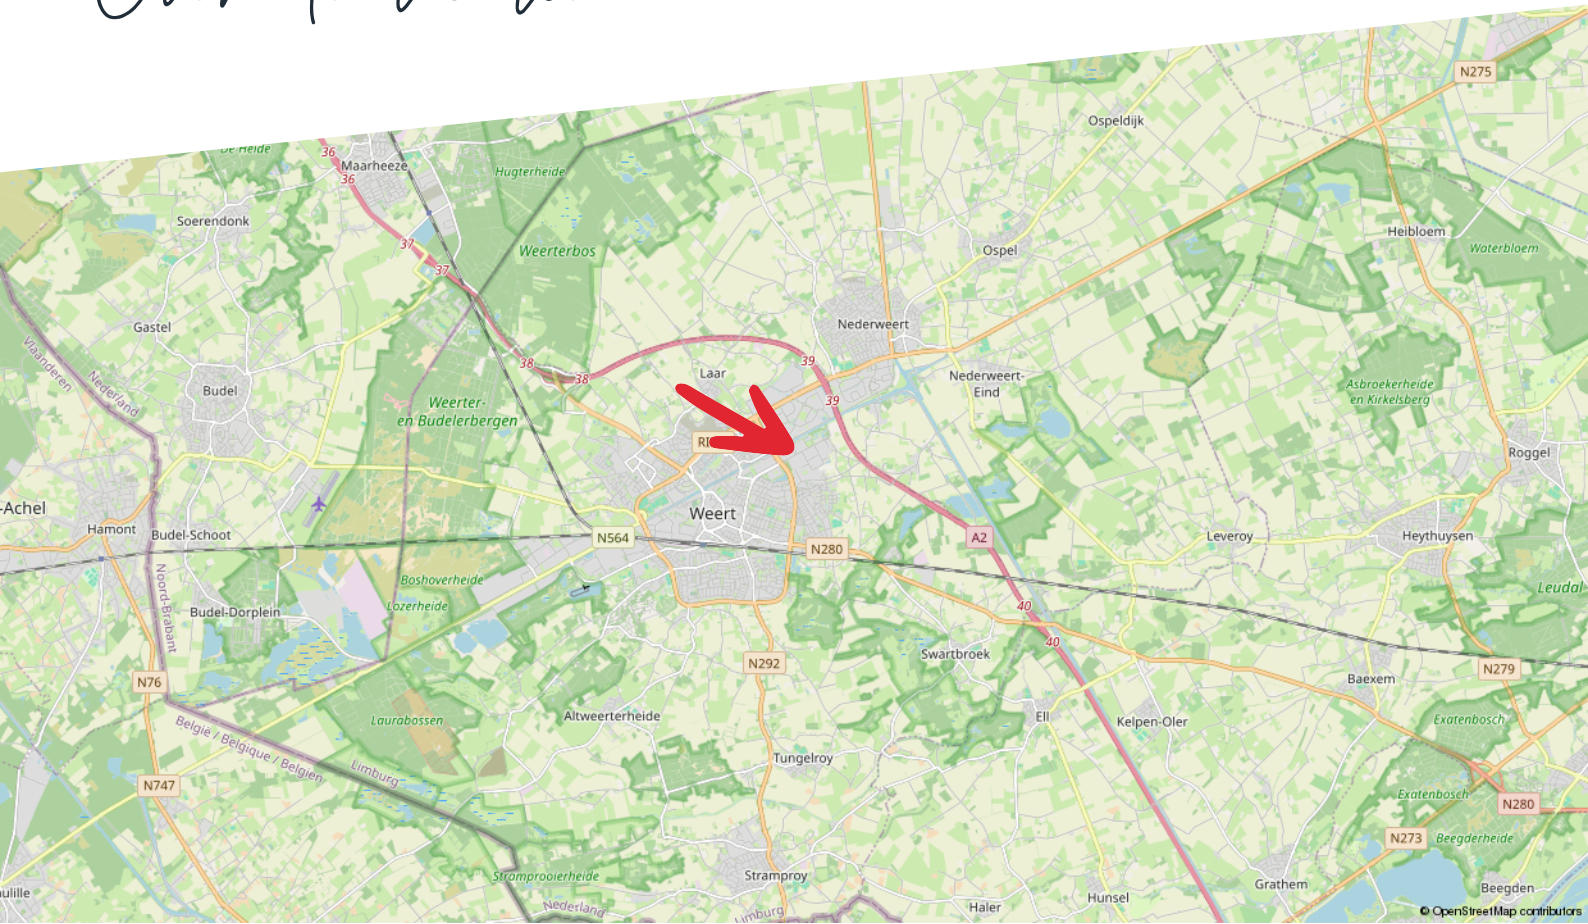 N275
Ospeldijk
De Heide
36
Maarheeze
36
Hugterheide
Soerendonk
Heibloem
37
Weerterbos
Ospel
Waterbloem
37
Gastel
Nederweert
Vlaanderen
Nederland
38
39
38
Laar
Nederweert-
Eind
Budel
Asbroekerheide
en Kirkelsberg
Weerter-
en Budelerbergen
39
Roggel
-Achel
Weert
Hamont
Budel-Schoot
N564
A2
Leveroy
Heythuysen
N280
Boshoverheide
Leudal
Noord-Brabant
Lozerheide
40
Budel-Dorplein
40
Swartbroek
N292
N279
N76
Baexem
Laurabossen
Altweerterheide
Ell
Kelpen-Oler
Exatenbosch
België / Belgique / Belgien
Limburg
Tungelroy
N747
Exatenbosch
N280
N273
Beegderheide
Stramprooierheide
Stramproy
Grathem
Beegden
Hunsel
Haler
Nederland
Limburg
© OpenStreetMap contributors